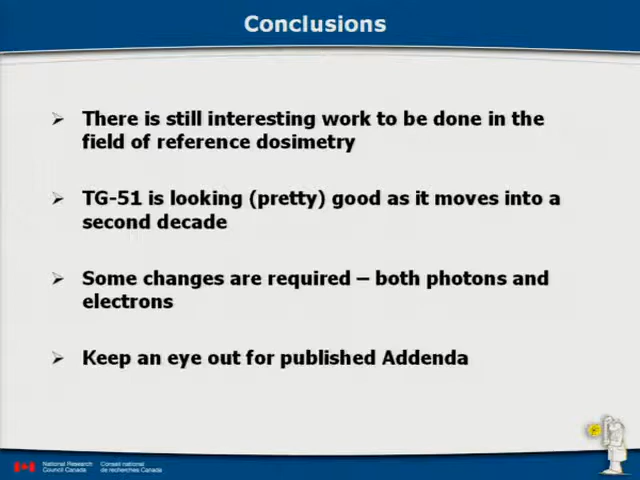 Conclusions
There is still interesting work to be done in the
field of reference dosimetry
TG-51 is looking (pretty) good as it moves into a
second decade
Some changes are required – both photons and
electrons
Keep an eye out for published Addenda
National Research Conseil national
Council Canada de recherches Canada